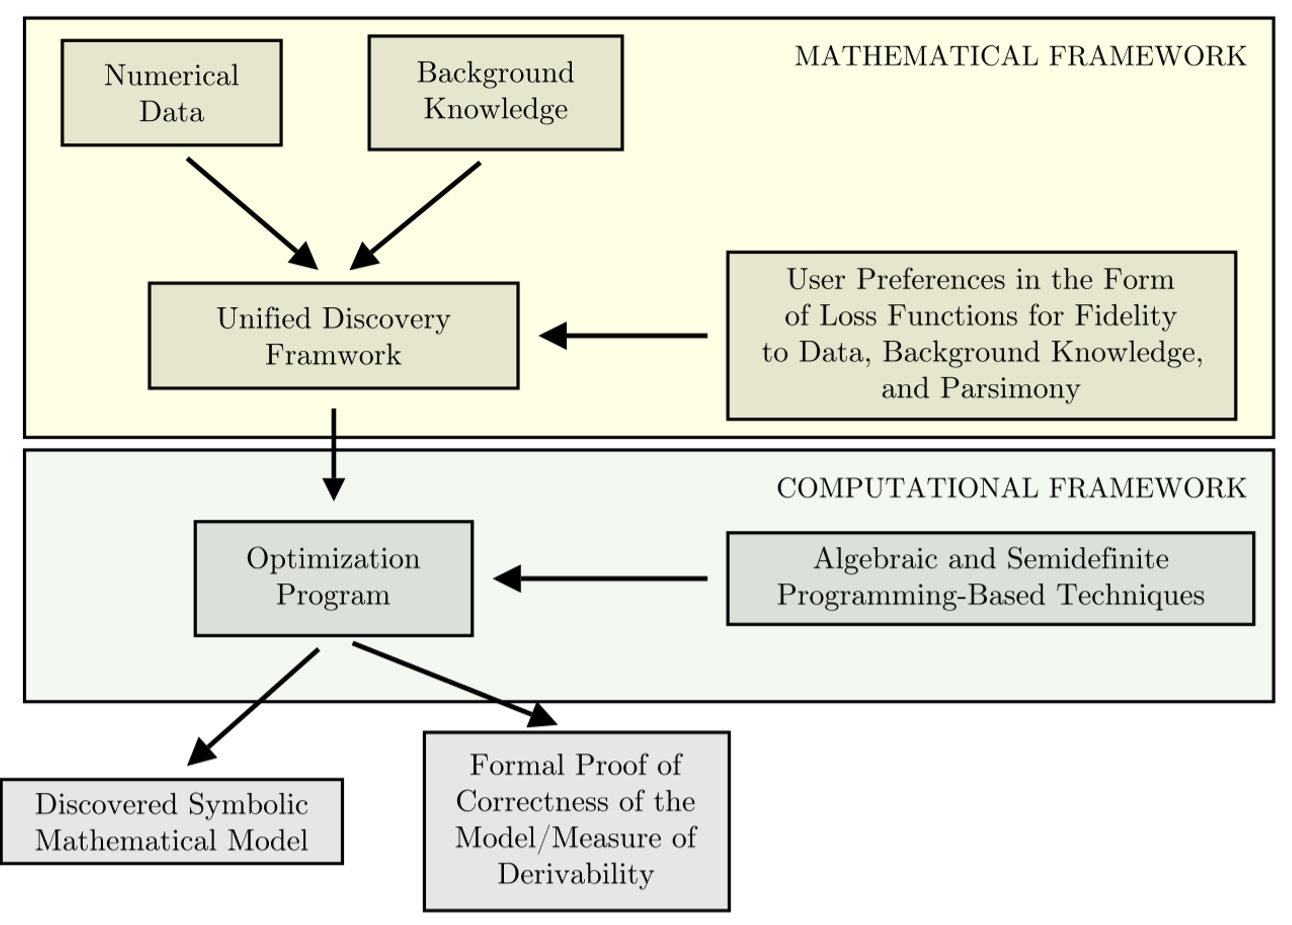 MATHEMATICAL FRAMEWORK
Numerical
Data
Background
Knowledge
Unified Discovery
Framwork
User Preferences in the Form
of Loss Functions for Fidelity
to Data, Background Knowledge,
and Parsimony
COMPUTATIONAL FRAMEWORK
Optimization
Program
Algebraic and Semidefinite
Programming-Based Techniques
Discovered Symbolic
Mathematical Model
Formal Proof of
Correctness of the
Model/Measure of
Derivability